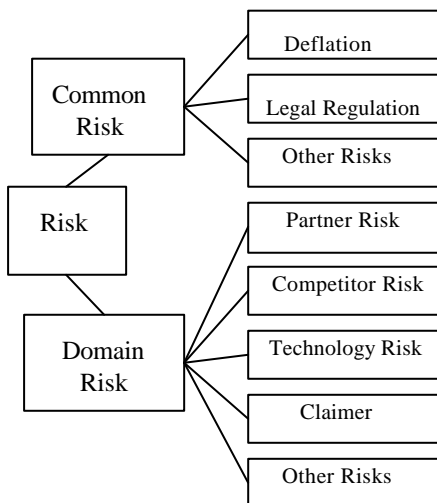 Deflation
Common
Risk
Legal Regulation
Other Risks
Risk
Partner Risk
Competitor Risk
Domain
Risk
Technology Risk
Claimer
Other Risks